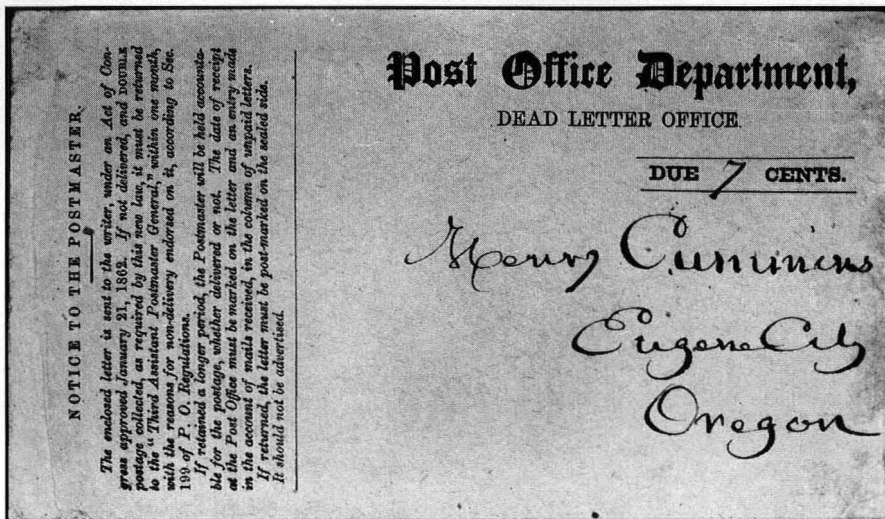 NOTICE TO THE POSTMASTER.
The enclosed letter is sent to the writer, under an Act of Con-
gress approved January 21, 1862. If not delivered, and DOUBLE
postage collected, as required by this new law, it must be returned
to the "Third Assistant Postmaster General," within one month,
with the reasons for non-delivery endorsed on it, according to Sec.
199 of P. O. Regulations.
If retained a longer period, the Postmaster will be held accounta-
ble for the postage, whether delivered or not. The date of receipt
at the Post Office must be marked on the letter and an entry made
in the account of mails received, in the column of unpaid letters.
If returned, the letter must be post-marked on the sealed side.
It should not be advertised.
Post Office Department,
DEAD LETTER OFFICE.
DUE 7 CENTS.
Henry Cummins
Eugene City
Oregon